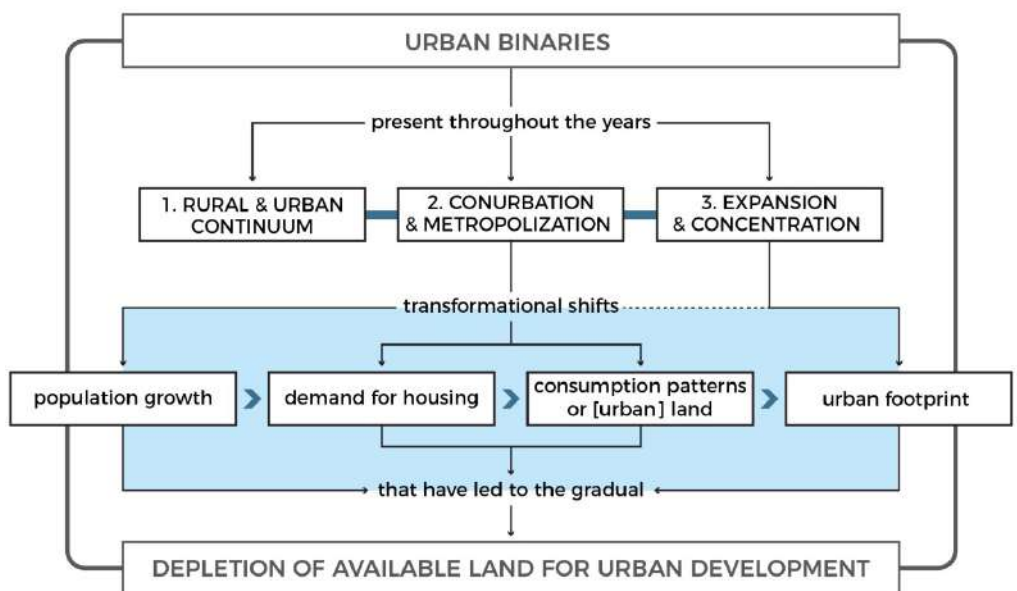 URBAN BINARIES
present throughout the years
1. RURAL & URBAN
CONTINUUM
2. CONURBATION
& METROPOLIZATION
3. EXPANSION
& CONCENTRATION
transformational shifts
population growth
demand for housing
consumption patterns
or [urban] land
urban footprint
that have led to the gradual
DEPLETION OF AVAILABLE LAND FOR URBAN DEVELOPMENT